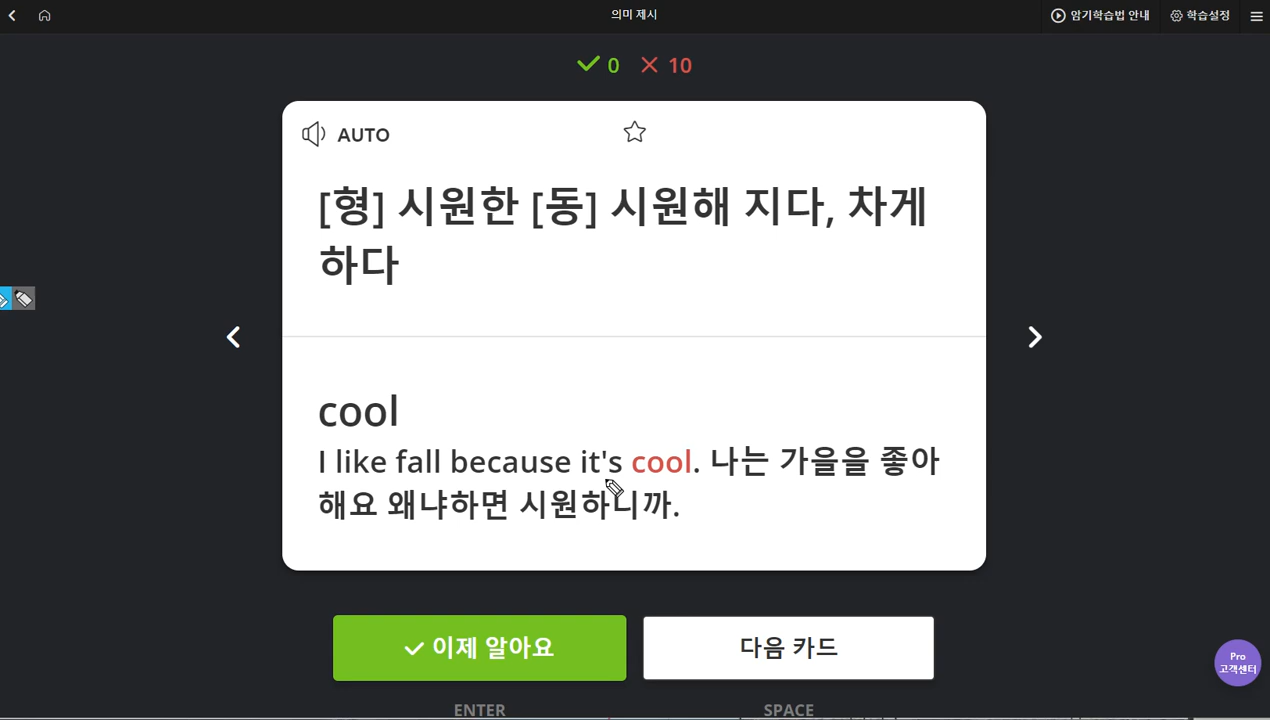 의미 제시
암기학습법 안내
학습설정
0
10
AUTO
[형] 시원한 [동] 시원해 지다, 차게
하다
cool
I like fall because it's cool. 나는 가을을 좋아
해요 왜냐하면 시원하니까.
이제 알아요
다음 카드
Pro
고객센터
ENTER
SPACE